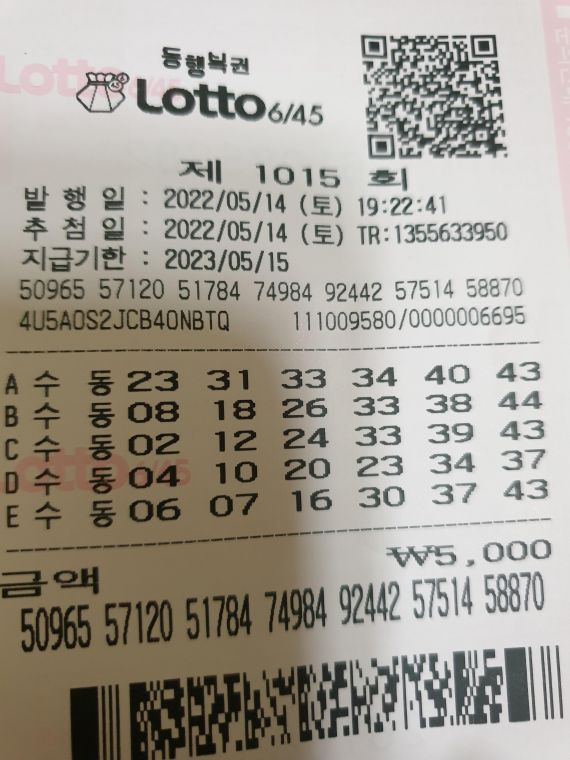 동행복권
Lotto 6/45
제 1015 회
발 행 일 : 2022/05/14 (토) 19:22:41
추 첨 일 : 2022/05/14 (토) TR:1355633950
지급기한 : 2023/05/15
50965 57120 51784 74984 92442 57514 58870
4U5AOS2JCB4ONBTQ 111009580/0000006695
A 수 동 23 31 33 34 40 43
B 수 동 08 18 26 33 38 44
C 수 동 02 12 24 33 39 43
D 수 동 04 10 20 23 34 37
E 수 동 06 07 16 30 37 43
금액 ₩5,000
50965 57120 51784 74984 92442 57514 58870